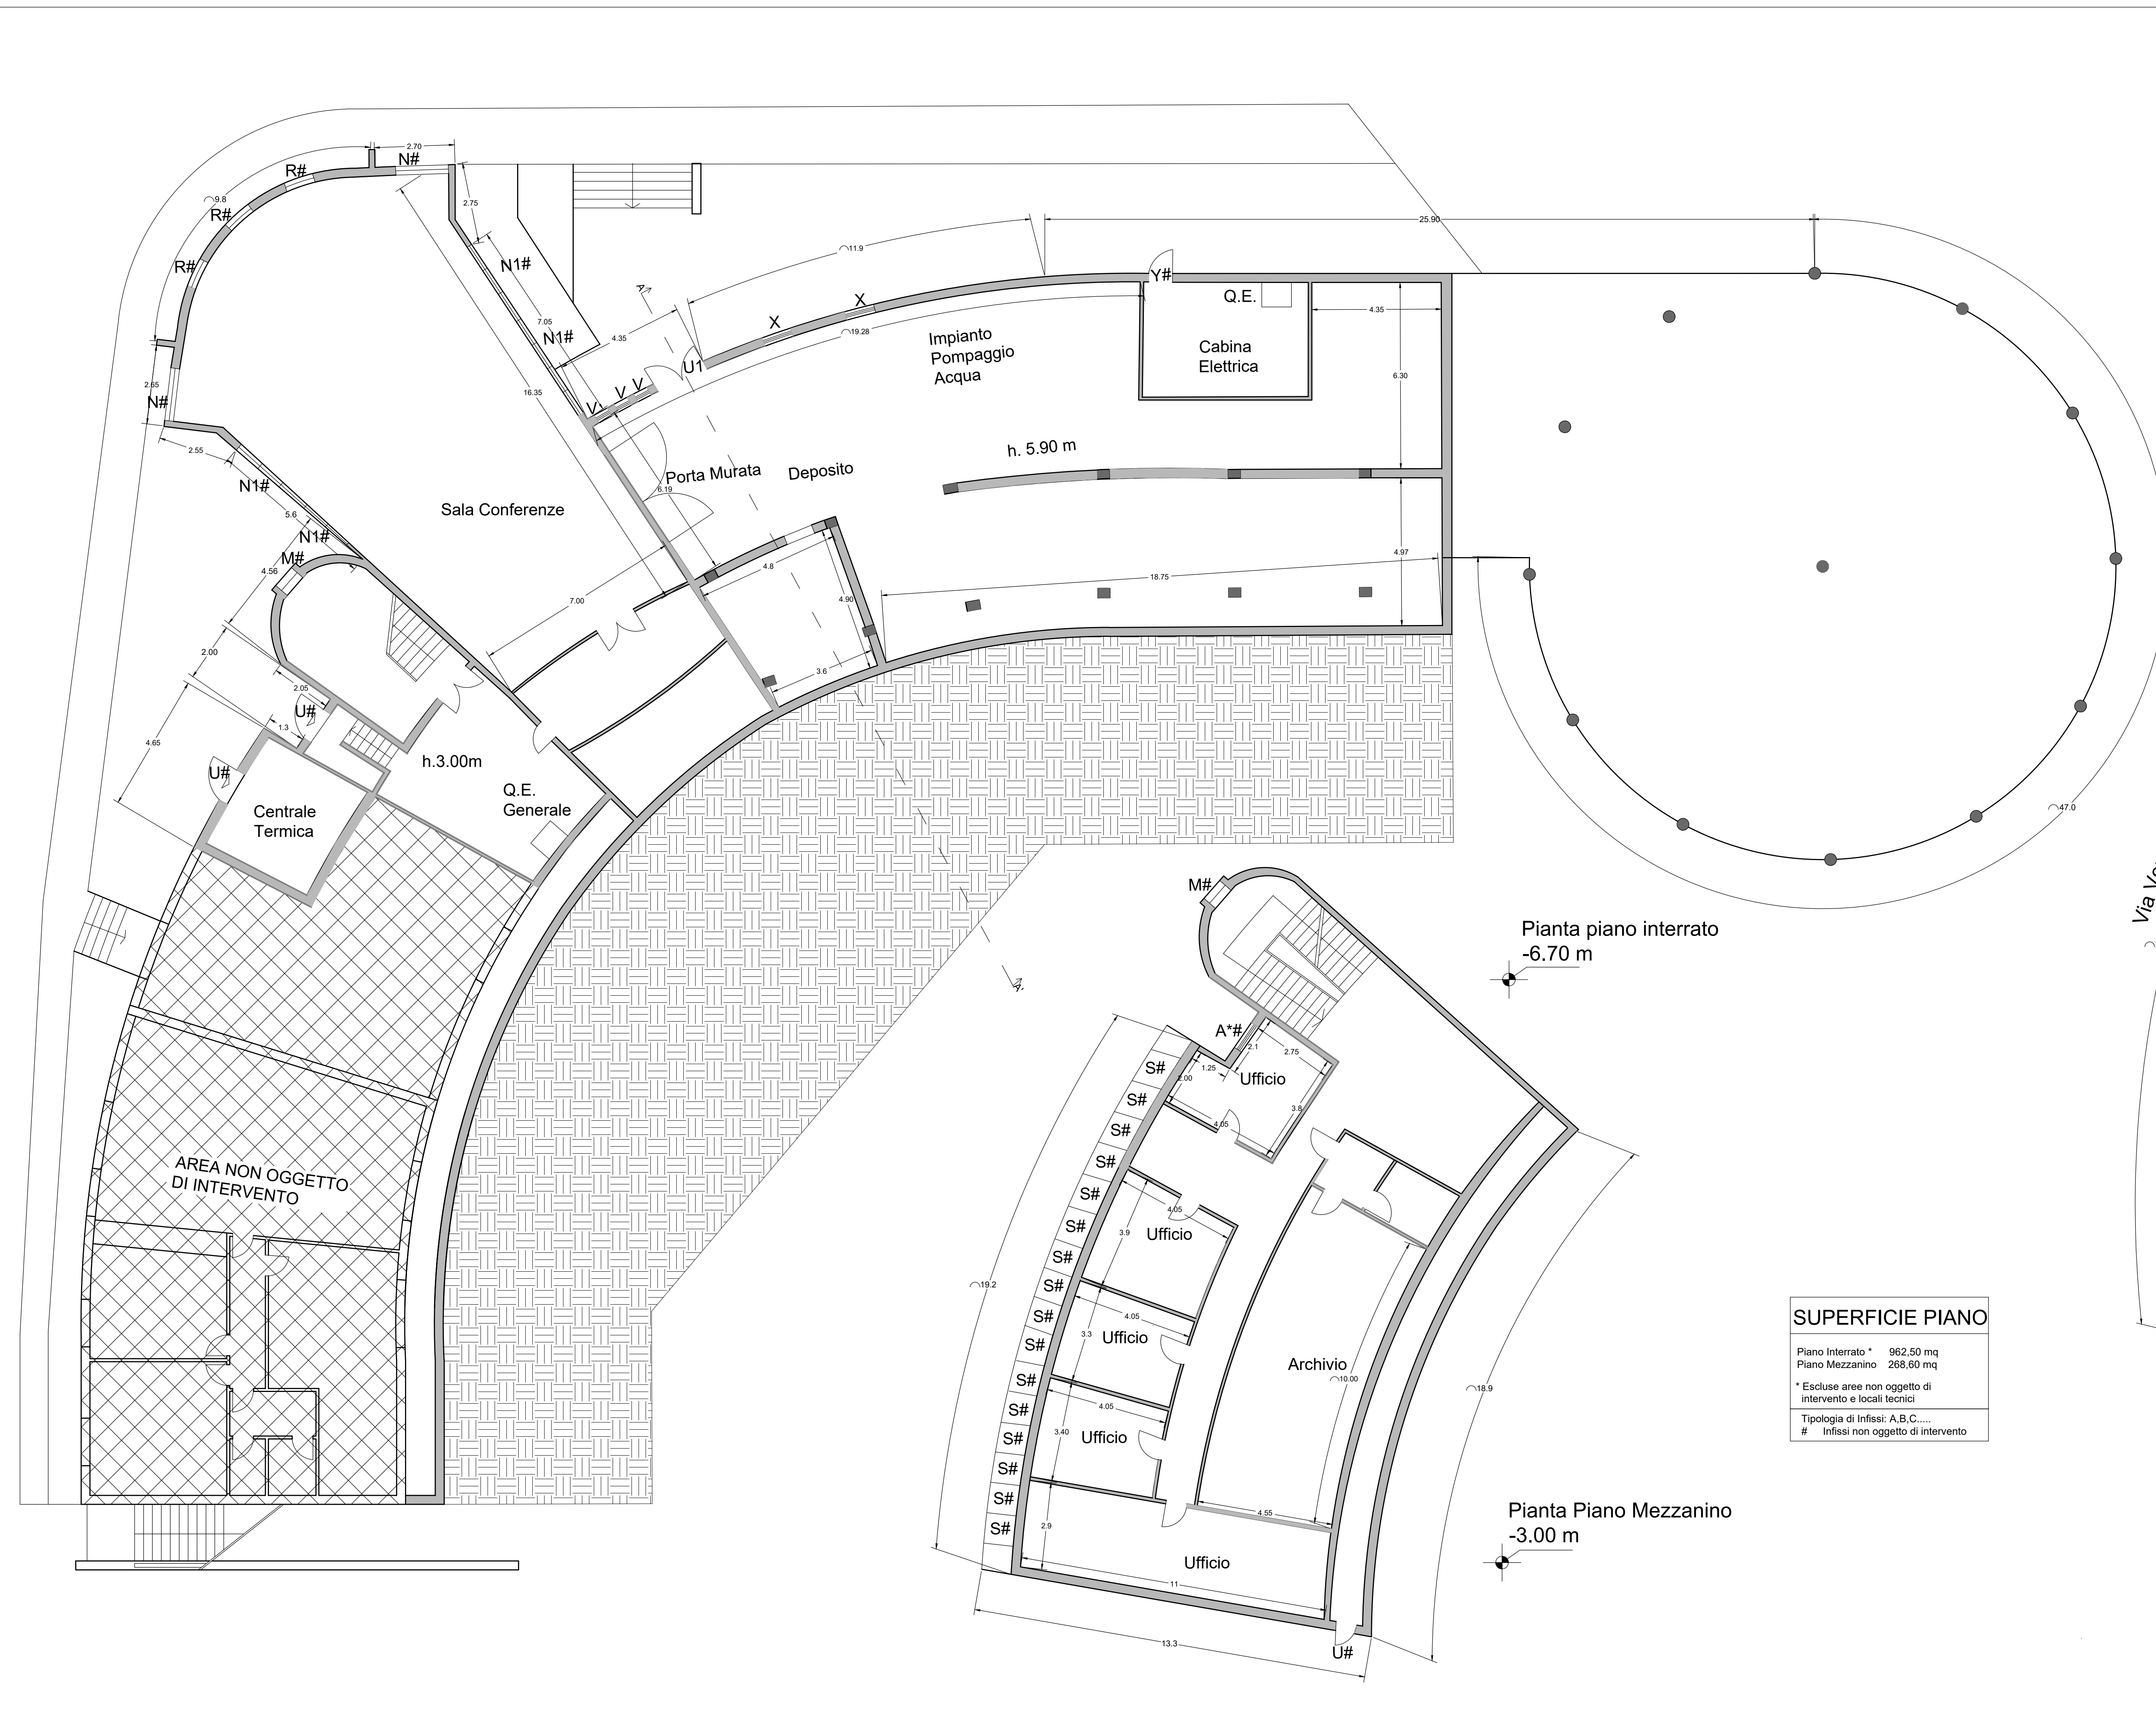 2.70
N#
R#
9.8
R#
2.75
25.90
11.9
N1#
R#
Y#
Q.E.
X
X
4.35
7.05
N1#
4.35
19.28
Impianto
Pompaggio
Acqua
Cabina
Elettrica
U1
6.30
2.65
N#
16.35
V
V
V
h. 5.90 m
2.55
Porta Murata
Deposito
6.19
N1#
Sala Conferenze
5.6
N1#
M#
4.56
4.97
4.8
18.75
7.00
4.90
2.00
3.6
2.05
U#
1.3
4.65
h.3.00m
U#
Q.E.
Generale
Centrale
Termica
47.0
M#
Pianta piano interrato
-6.70 m
A*#
2.1
2.75
S#
1.25
Ufficio
2.00
S#
3.8
4.05
S#
S#
AREA NON OGGETTO
DI INTERVENTO
S#
4.05
S#
3.9
Ufficio
S#
19.2
S#
4.05
S#
3.3
Ufficio
S#
Archivio
10.00
S#
18.9
4.05
S#
3.40
Ufficio
S#
S#
S#
4.55
S#
2.9
Ufficio
11
13.3
U#
SUPERFICIE PIANO
Piano Interrato * 962,50 mq
Piano Mezzanino 268,60 mq
* Escluse aree non oggetto di
intervento e locali tecnici
Tipologia di Infissi: A,B,C.....
# Infissi non oggetto di intervento
Pianta Piano Mezzanino
-3.00 m
Via